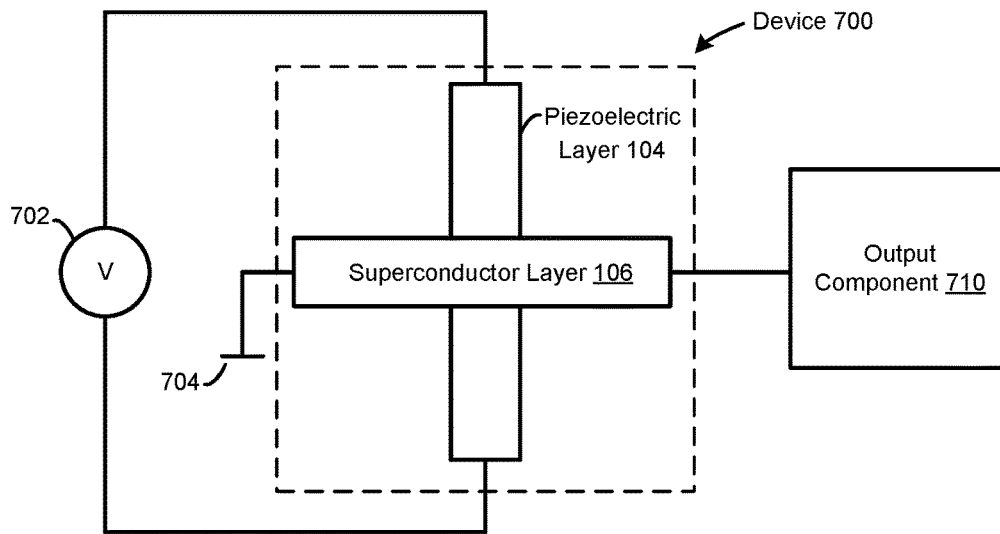 Device 700
Piezoelectric
Layer 104
702
V
Superconductor Layer 106
704
Output
Component 710